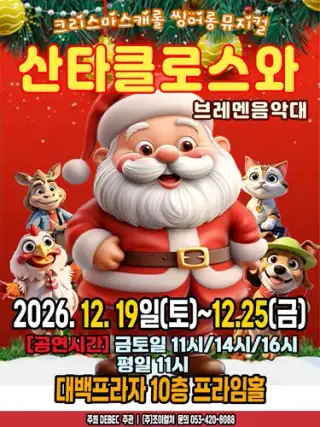 크리스마스캐롤 씽어롱 뮤지컬
산타클로스와
브레멘음악대
2026. 12. 19일(토)~12.25(금)
[공연시간] 금토일 11시/14시/16시
평일 11시
대백프라자 10층 프라임홀
주최 DEBEC 주관 | (주)조이컬쳐 문의 053-420-8088